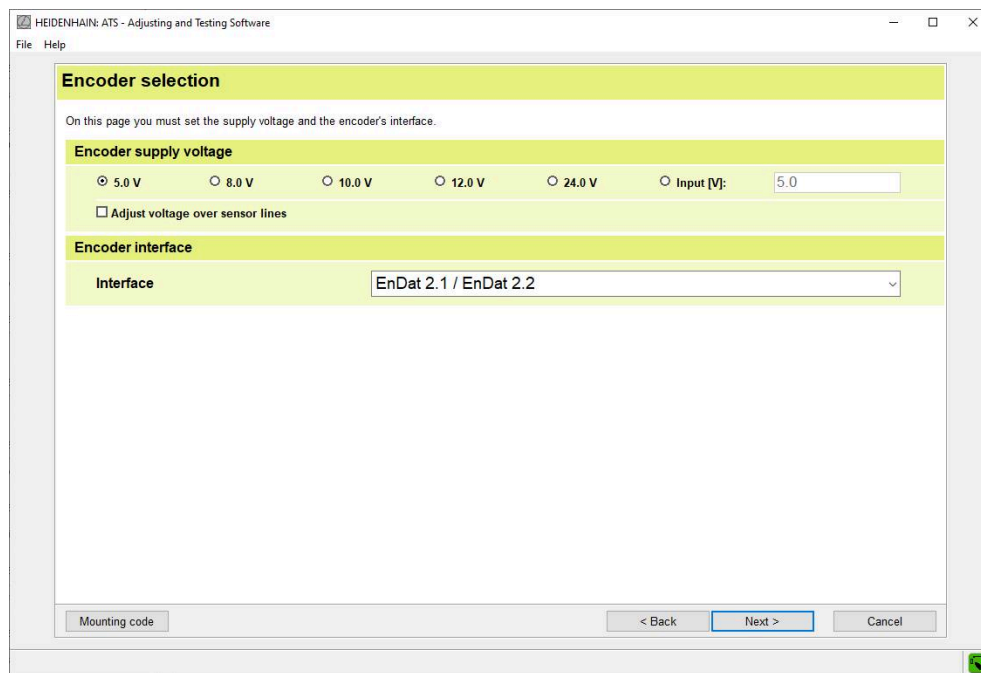 HEIDENHAIN: ATS - Adjusting and Testing Software
File Help
Encoder selection
On this page you must set the supply voltage and the encoder's interface.
Encoder supply voltage
5.0 V 8.0 V 10.0 V 12.0 V 24.0 V Input [V]: 5.0
Adjust voltage over sensor lines
Encoder interface
Interface EnDat 2.1 / EnDat 2.2
Mounting code < Back Next > Cancel